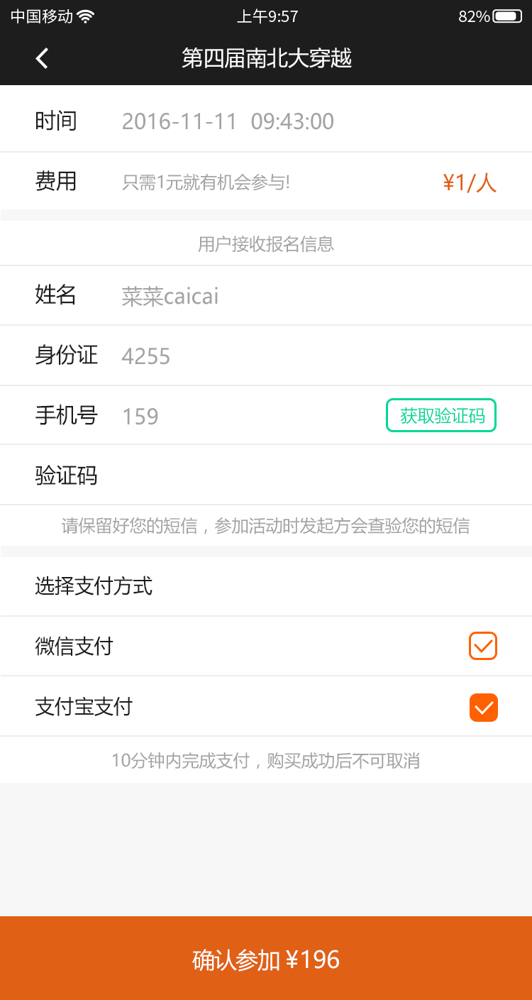 中国移动 上午9:57 82%
第四届南北大穿越
时间 2016-11-11 09:43:00
费用 只需1元就有机会参与! ¥1/人
用户接收报名信息
姓名 菜菜caicai
身份证 4255
手机号 159 获取验证码
验证码
请保留好您的短信，参加活动时发起方会查验您的短信
选择支付方式
微信支付
支付宝支付
10分钟内完成支付，购买成功后不可取消
确认参加 ¥196